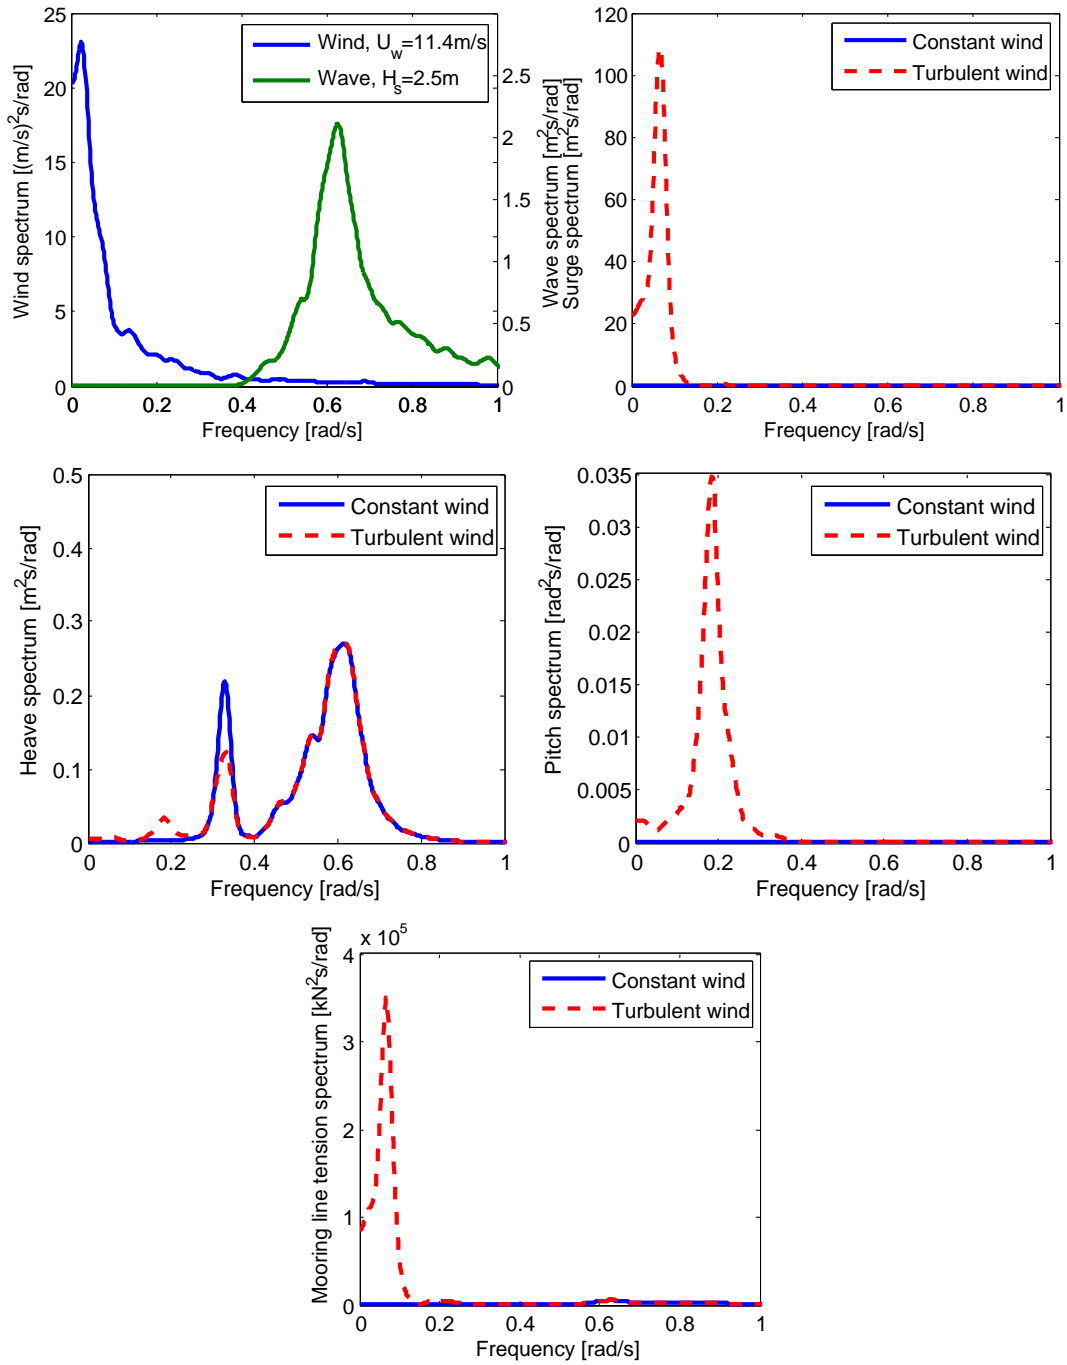 25
20
15
10
5
0
Wind spectrum [(m/s)²s/rad]
Wind, U_w=11.4m/s
Wave, H_s=2.5m
2.5
2
1.5
1
0.5
0
Wave spectrum [m²s/rad]
0 0.2 0.4 0.6 0.8 1
Frequency [rad/s]
120
100
80
60
40
20
0
Surge spectrum [m²s/rad]
Constant wind
Turbulent wind
0 0.2 0.4 0.6 0.8 1
Frequency [rad/s]
0.5
0.4
0.3
0.2
0.1
0
Heave spectrum [m²s/rad]
Constant wind
Turbulent wind
0 0.2 0.4 0.6 0.8 1
Frequency [rad/s]
0.035
0.03
0.025
0.02
0.015
0.01
0.005
0
Pitch spectrum [rad²s/rad]
Constant wind
Turbulent wind
0 0.2 0.4 0.6 0.8 1
Frequency [rad/s]
x 10⁵
4
3
2
1
0
Mooring line tension spectrum [kN²s/rad]
Constant wind
Turbulent wind
0 0.2 0.4 0.6 0.8 1
Frequency [rad/s]